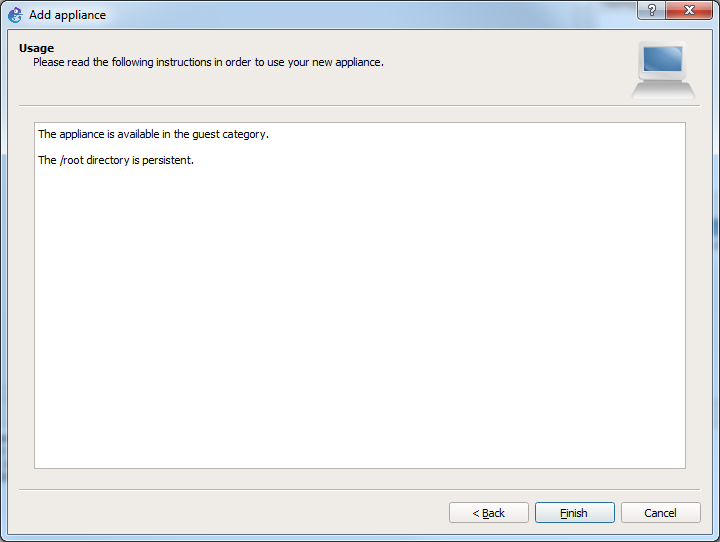 Add appliance
?
Usage
Please read the following instructions in order to use your new appliance.
The appliance is available in the guest category.
The /root directory is persistent.
< Back
Finish
Cancel